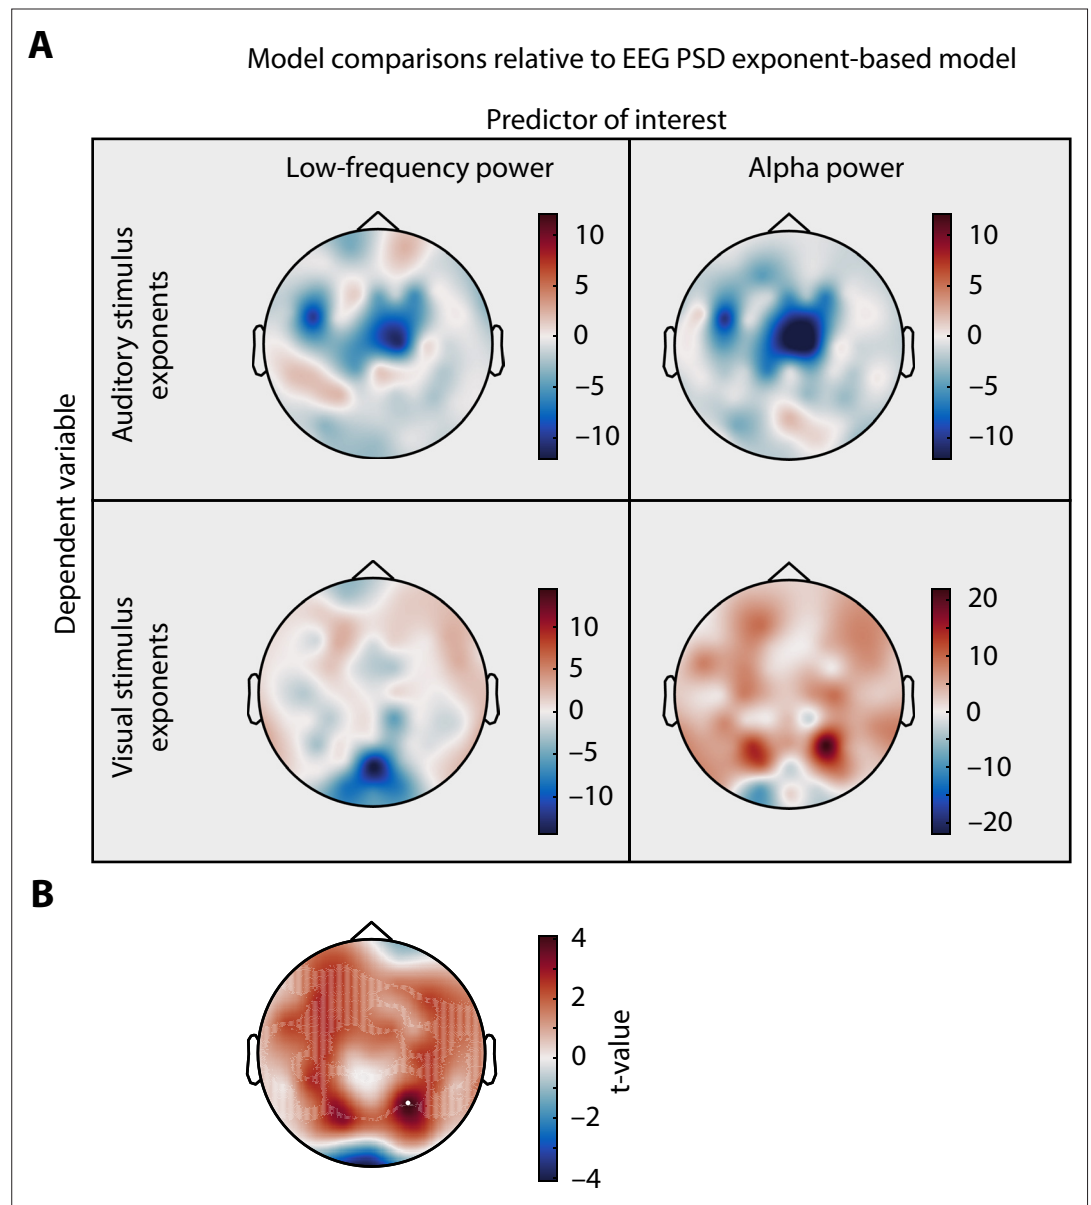 A
Model comparisons relative to EEG PSD exponent-based model
Predictor of interest
Low-frequency power
Alpha power
Dependent variable
Auditory stimulus
exponents
10
5
0
−5
−10
10
5
0
−5
−10
Visual stimulus
exponents
10
5
0
−5
−10
20
10
0
−10
−20
B
4
2
0
−2
−4
t-value